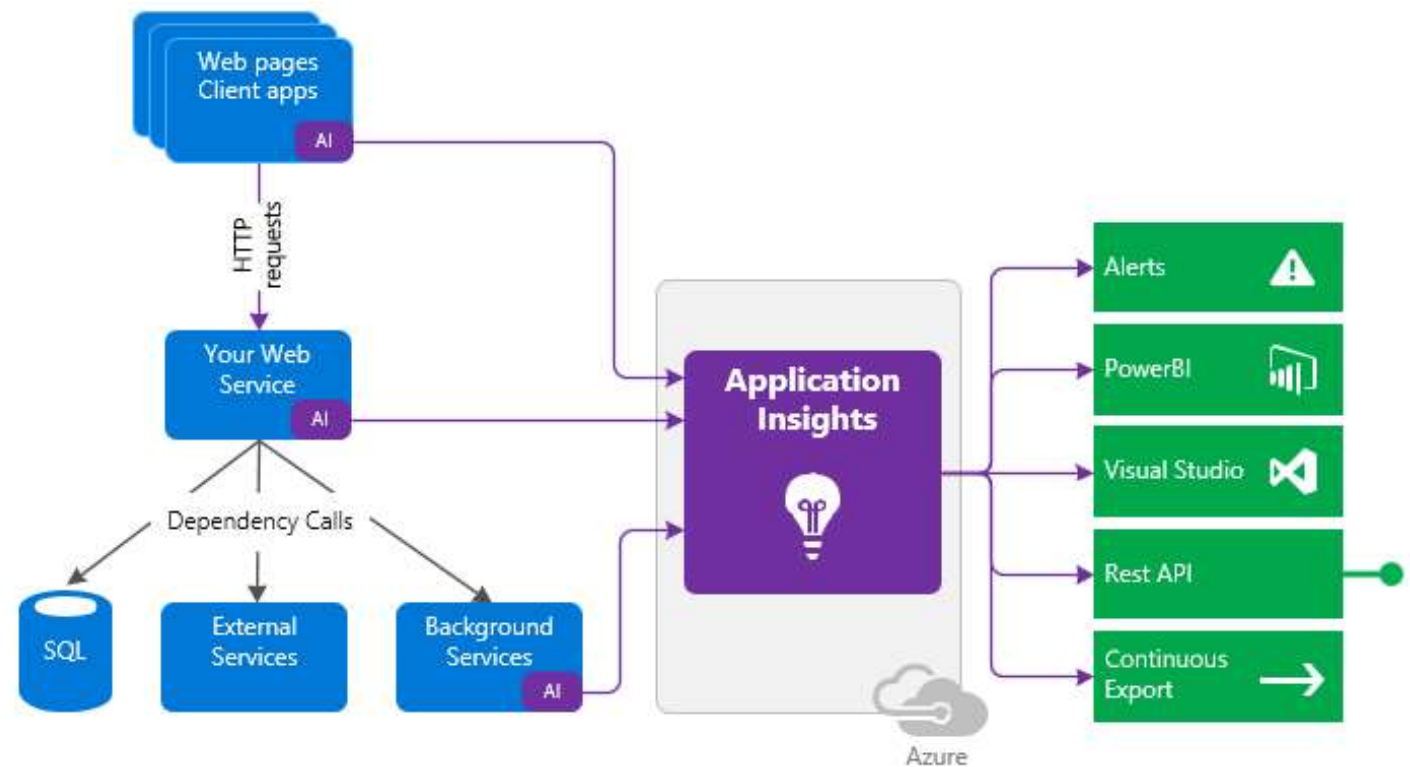 Web pages
Client apps
AI
HTTP
requests
Your Web
Service
AI
Dependency Calls
SQL
External
Services
Background
Services
AI
Application
Insights
Azure
Alerts
PowerBI
Visual Studio
Rest API
Continuous
Export